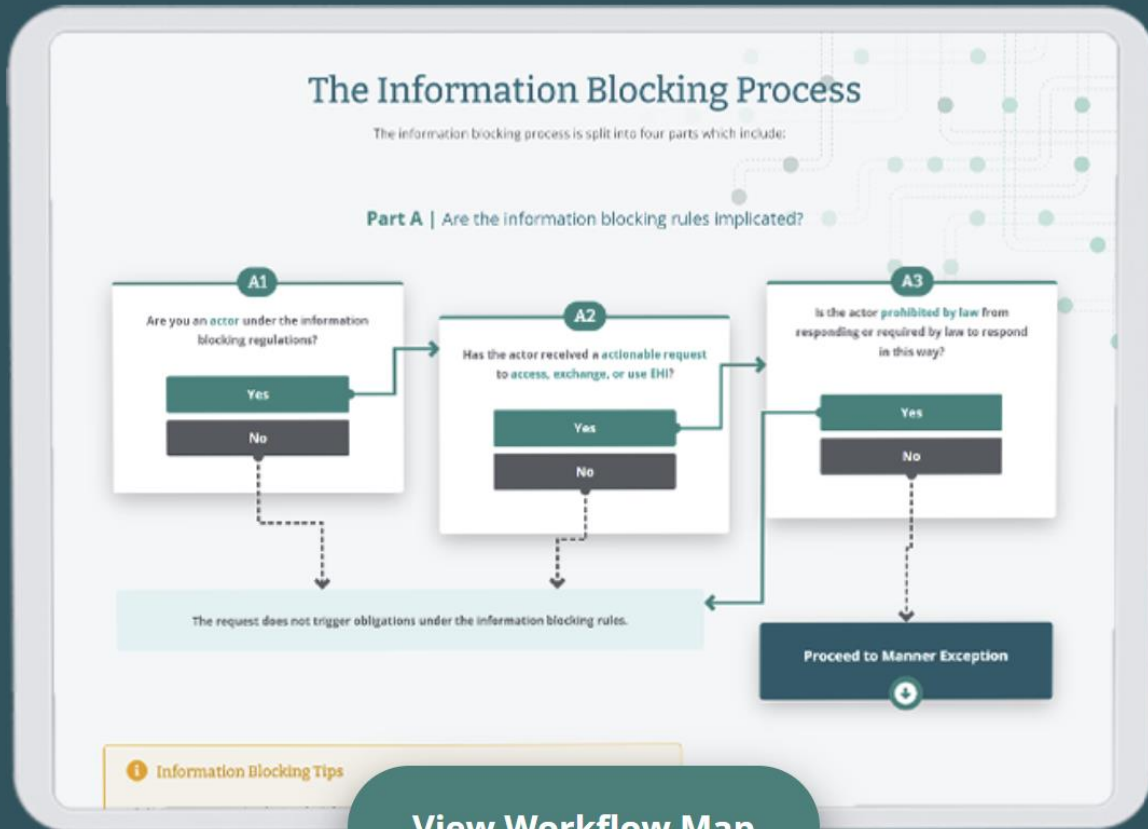 The Information Blocking Process
The information blocking process is split into four parts which include:
Part A | Are the information blocking rules implicated?
A1
Are you an actor under the information
blocking regulations?
Yes
No
A2
Has the actor received a actionable request
to access, exchange, or use EHI?
Yes
No
A3
Is the actor prohibited by law from
responding or required by law to respond
in this way?
Yes
No
The request does not trigger obligations under the information blocking rules.
Proceed to Manner Exception
Information Blocking Tips
View Workflow Map